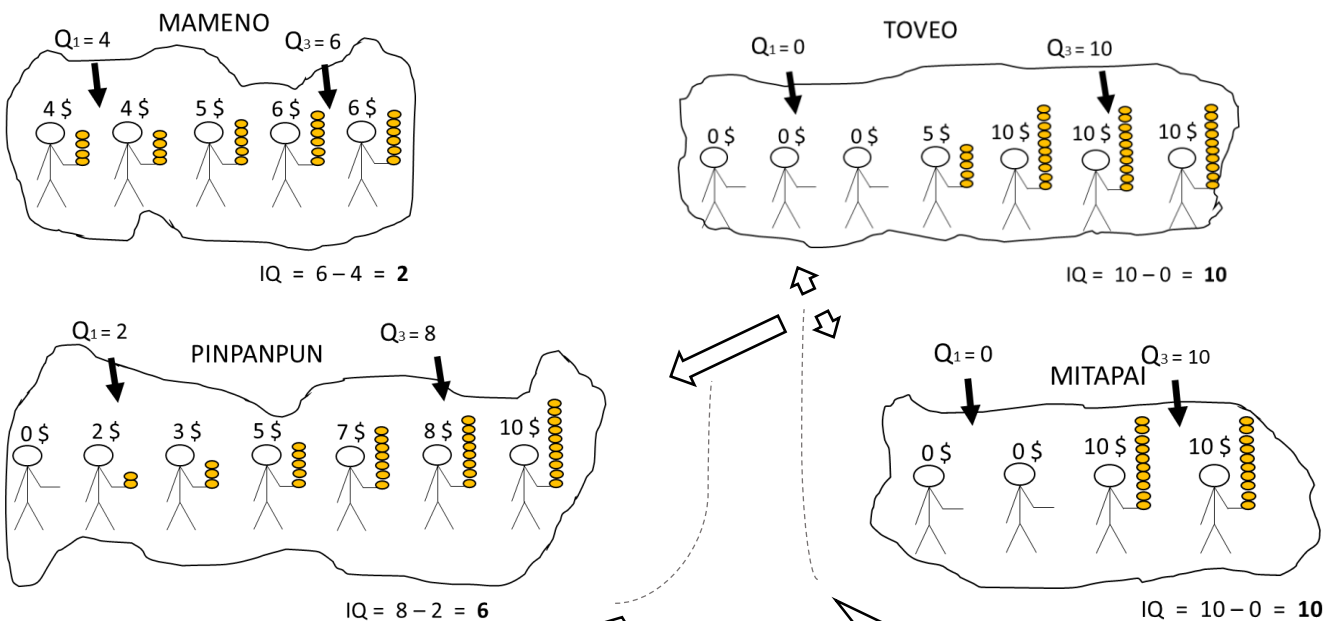 MAMENO
Q1 = 4
Q3 = 6
4 $ 4 $ 5 $ 6 $ 6 $
IQ = 6 – 4 = 2
TOVEO
Q1 = 0
Q3 = 10
0 $ 0 $ 0 $ 5 $ 10 $ 10 $ 10 $
IQ = 10 – 0 = 10
PINPANPUN
Q1 = 2
Q3 = 8
0 $ 2 $ 3 $ 5 $ 7 $ 8 $ 10 $
IQ = 8 – 2 = 6
MITAPAI
Q1 = 0
Q3 = 10
0 $ 0 $ 10 $ 10 $
IQ = 10 – 0 = 10